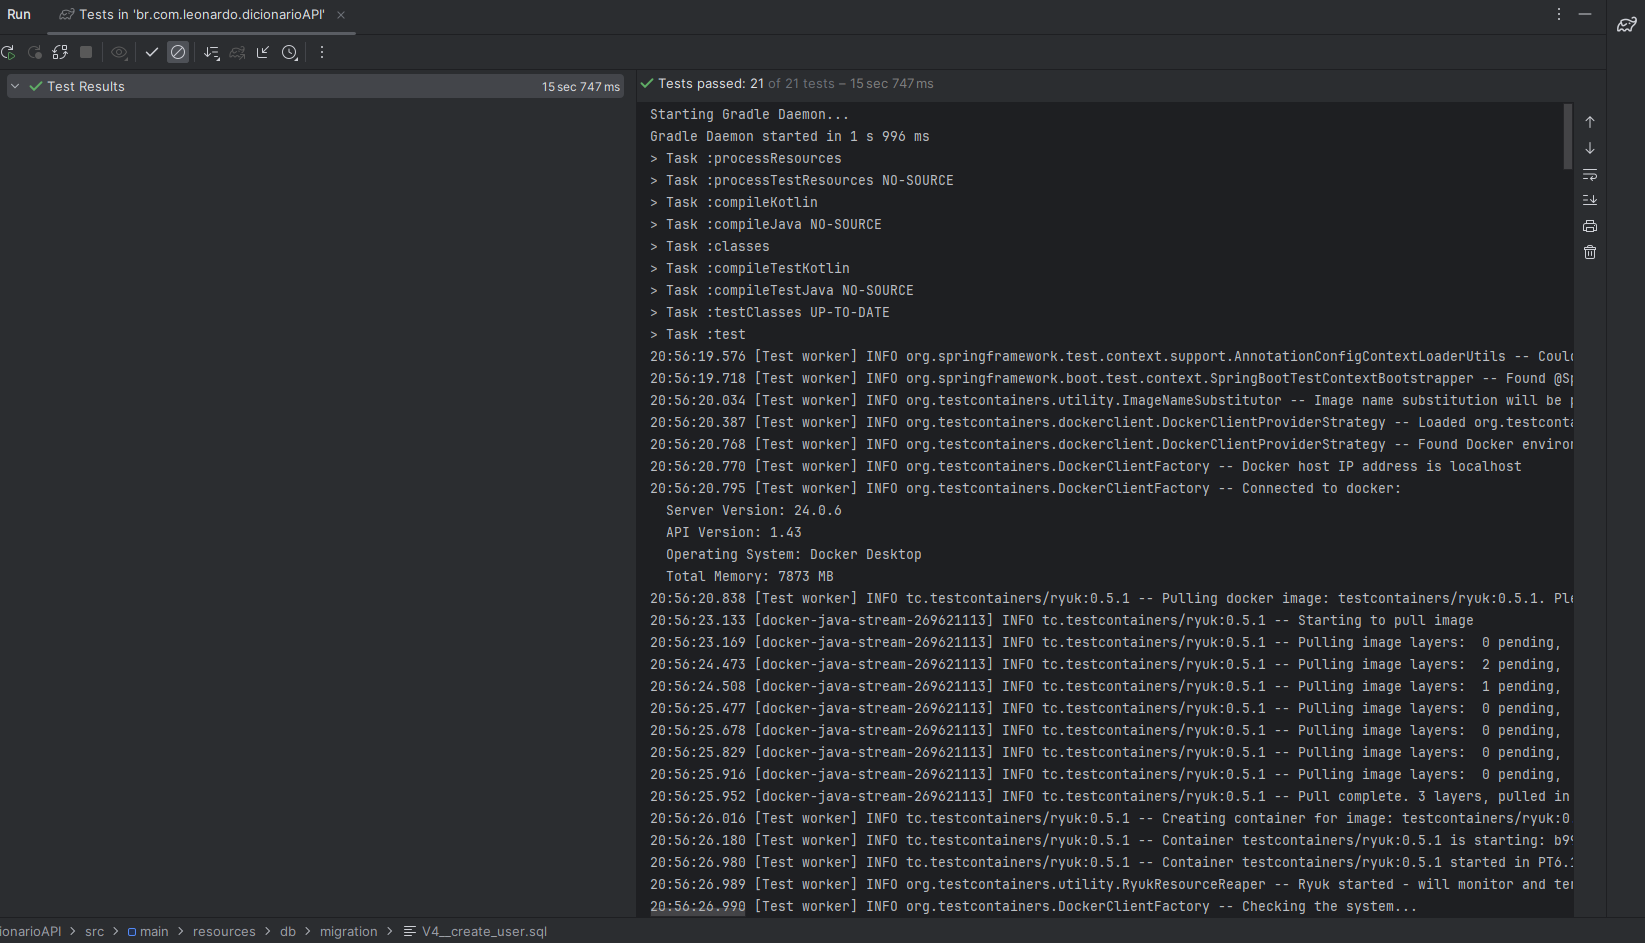 Run
Tests in 'br.com.leonardo.dicionarioAPI'
Test Results
15 sec 747 ms
Tests passed: 21 of 21 tests – 15 sec 747 ms
Starting Gradle Daemon...
Gradle Daemon started in 1 s 996 ms
> Task :processResources
> Task :processTestResources NO-SOURCE
> Task :compileKotlin
> Task :compileJava NO-SOURCE
> Task :classes
> Task :compileTestKotlin
> Task :compileTestJava NO-SOURCE
> Task :testClasses UP-TO-DATE
> Task :test
20:56:19.576 [Test worker] INFO org.springframework.test.context.support.AnnotationConfigContextLoaderUtils -- Could
20:56:19.718 [Test worker] INFO org.springframework.boot.test.context.SpringBootTestContextBootstrapper -- Found @Sp
20:56:20.034 [Test worker] INFO org.testcontainers.utility.ImageNameSubstitutor -- Image name substitution will be p
20:56:20.387 [Test worker] INFO org.testcontainers.dockerclient.DockerClientProviderStrategy -- Loaded org.testconta
20:56:20.768 [Test worker] INFO org.testcontainers.dockerclient.DockerClientProviderStrategy -- Found Docker environ
20:56:20.770 [Test worker] INFO org.testcontainers.DockerClientFactory -- Docker host IP address is localhost
20:56:20.795 [Test worker] INFO org.testcontainers.DockerClientFactory -- Connected to docker:
Server Version: 24.0.6
API Version: 1.43
Operating System: Docker Desktop
Total Memory: 7873 MB
20:56:20.838 [Test worker] INFO tc.testcontainers/ryuk:0.5.1 -- Pulling docker image: testcontainers/ryuk:0.5.1. Ple
20:56:23.133 [docker-java-stream-269621113] INFO tc.testcontainers/ryuk:0.5.1 -- Starting to pull image
20:56:23.169 [docker-java-stream-269621113] INFO tc.testcontainers/ryuk:0.5.1 -- Pulling image layers:  0 pending,
20:56:24.473 [docker-java-stream-269621113] INFO tc.testcontainers/ryuk:0.5.1 -- Pulling image layers:  2 pending,
20:56:24.508 [docker-java-stream-269621113] INFO tc.testcontainers/ryuk:0.5.1 -- Pulling image layers:  1 pending,
20:56:25.477 [docker-java-stream-269621113] INFO tc.testcontainers/ryuk:0.5.1 -- Pulling image layers:  0 pending,
20:56:25.678 [docker-java-stream-269621113] INFO tc.testcontainers/ryuk:0.5.1 -- Pulling image layers:  0 pending,
20:56:25.829 [docker-java-stream-269621113] INFO tc.testcontainers/ryuk:0.5.1 -- Pulling image layers:  0 pending,
20:56:25.916 [docker-java-stream-269621113] INFO tc.testcontainers/ryuk:0.5.1 -- Pulling image layers:  0 pending,
20:56:25.952 [docker-java-stream-269621113] INFO tc.testcontainers/ryuk:0.5.1 -- Pull complete. 3 layers, pulled in
20:56:26.016 [Test worker] INFO tc.testcontainers/ryuk:0.5.1 -- Creating container for image: testcontainers/ryuk:0
20:56:26.180 [Test worker] INFO tc.testcontainers/ryuk:0.5.1 -- Container testcontainers/ryuk:0.5.1 is starting: b99
20:56:26.980 [Test worker] INFO tc.testcontainers/ryuk:0.5.1 -- Container testcontainers/ryuk:0.5.1 started in PT6.1
20:56:26.989 [Test worker] INFO org.testcontainers.utility.RyukResourceReaper -- Ryuk started - will monitor and ter
20:56:26.990 [Test worker] INFO org.testcontainers.DockerClientFactory -- Checking the system...
ionarioAPI > src > main > resources > db > migration > V4__create_user.sql